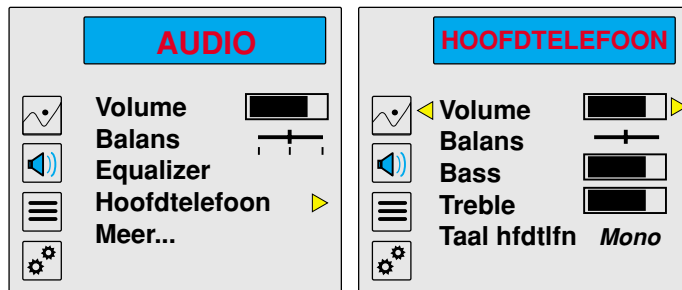 AUDIO
Volume
Balans
Equalizer
Hoofdtelefoon
Meer...
HOOFDTELEFOON
Volume
Balans
Bass
Treble
Taal hfdtlfn Mono